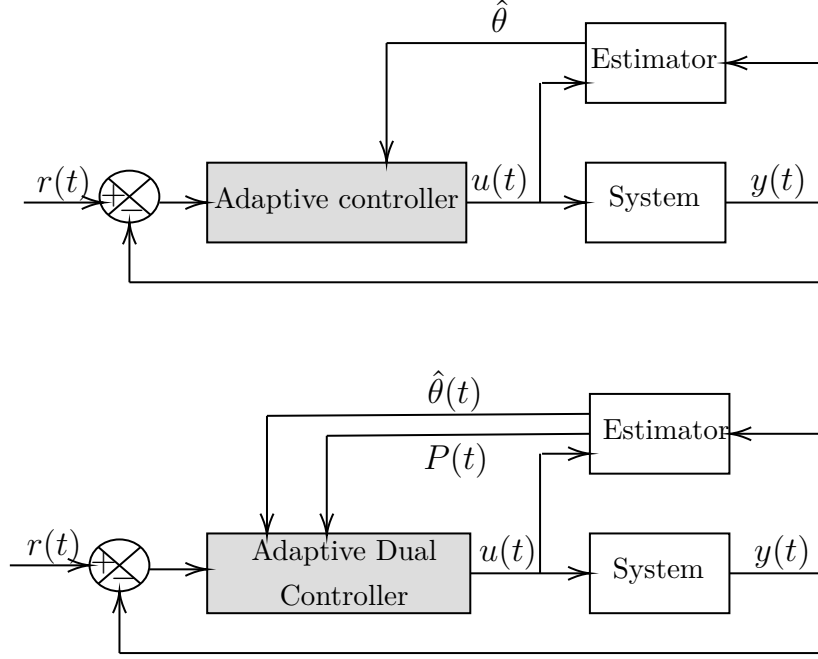 θ̂
Estimator
r(t)
+
−
Adaptive controller
u(t)
System
y(t)
θ̂(t)
P(t)
Estimator
r(t)
+
−
Adaptive Dual
Controller
u(t)
System
y(t)